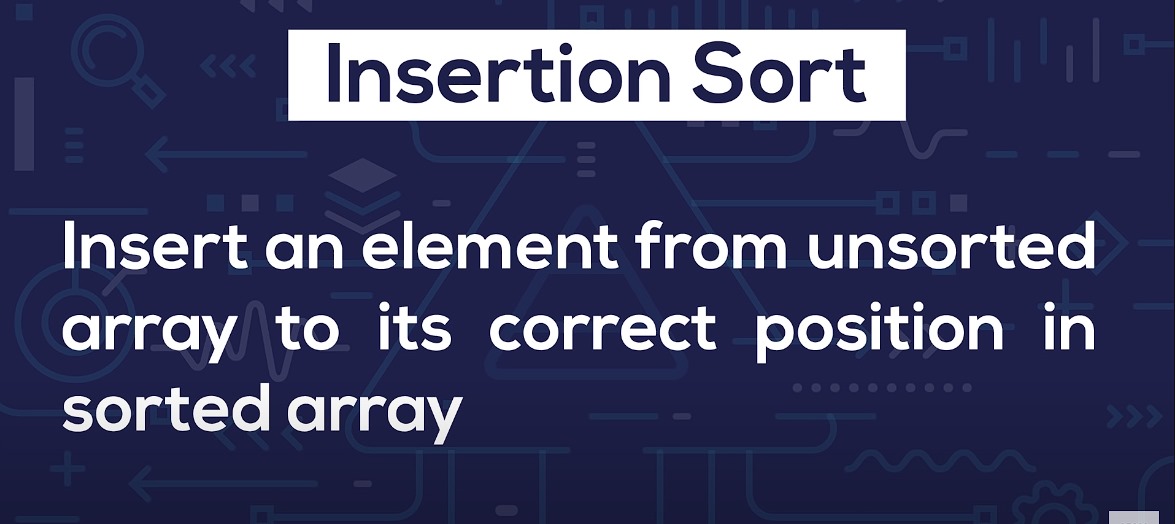 Insertion Sort
Insert an element from unsorted
array to its correct position in
sorted array